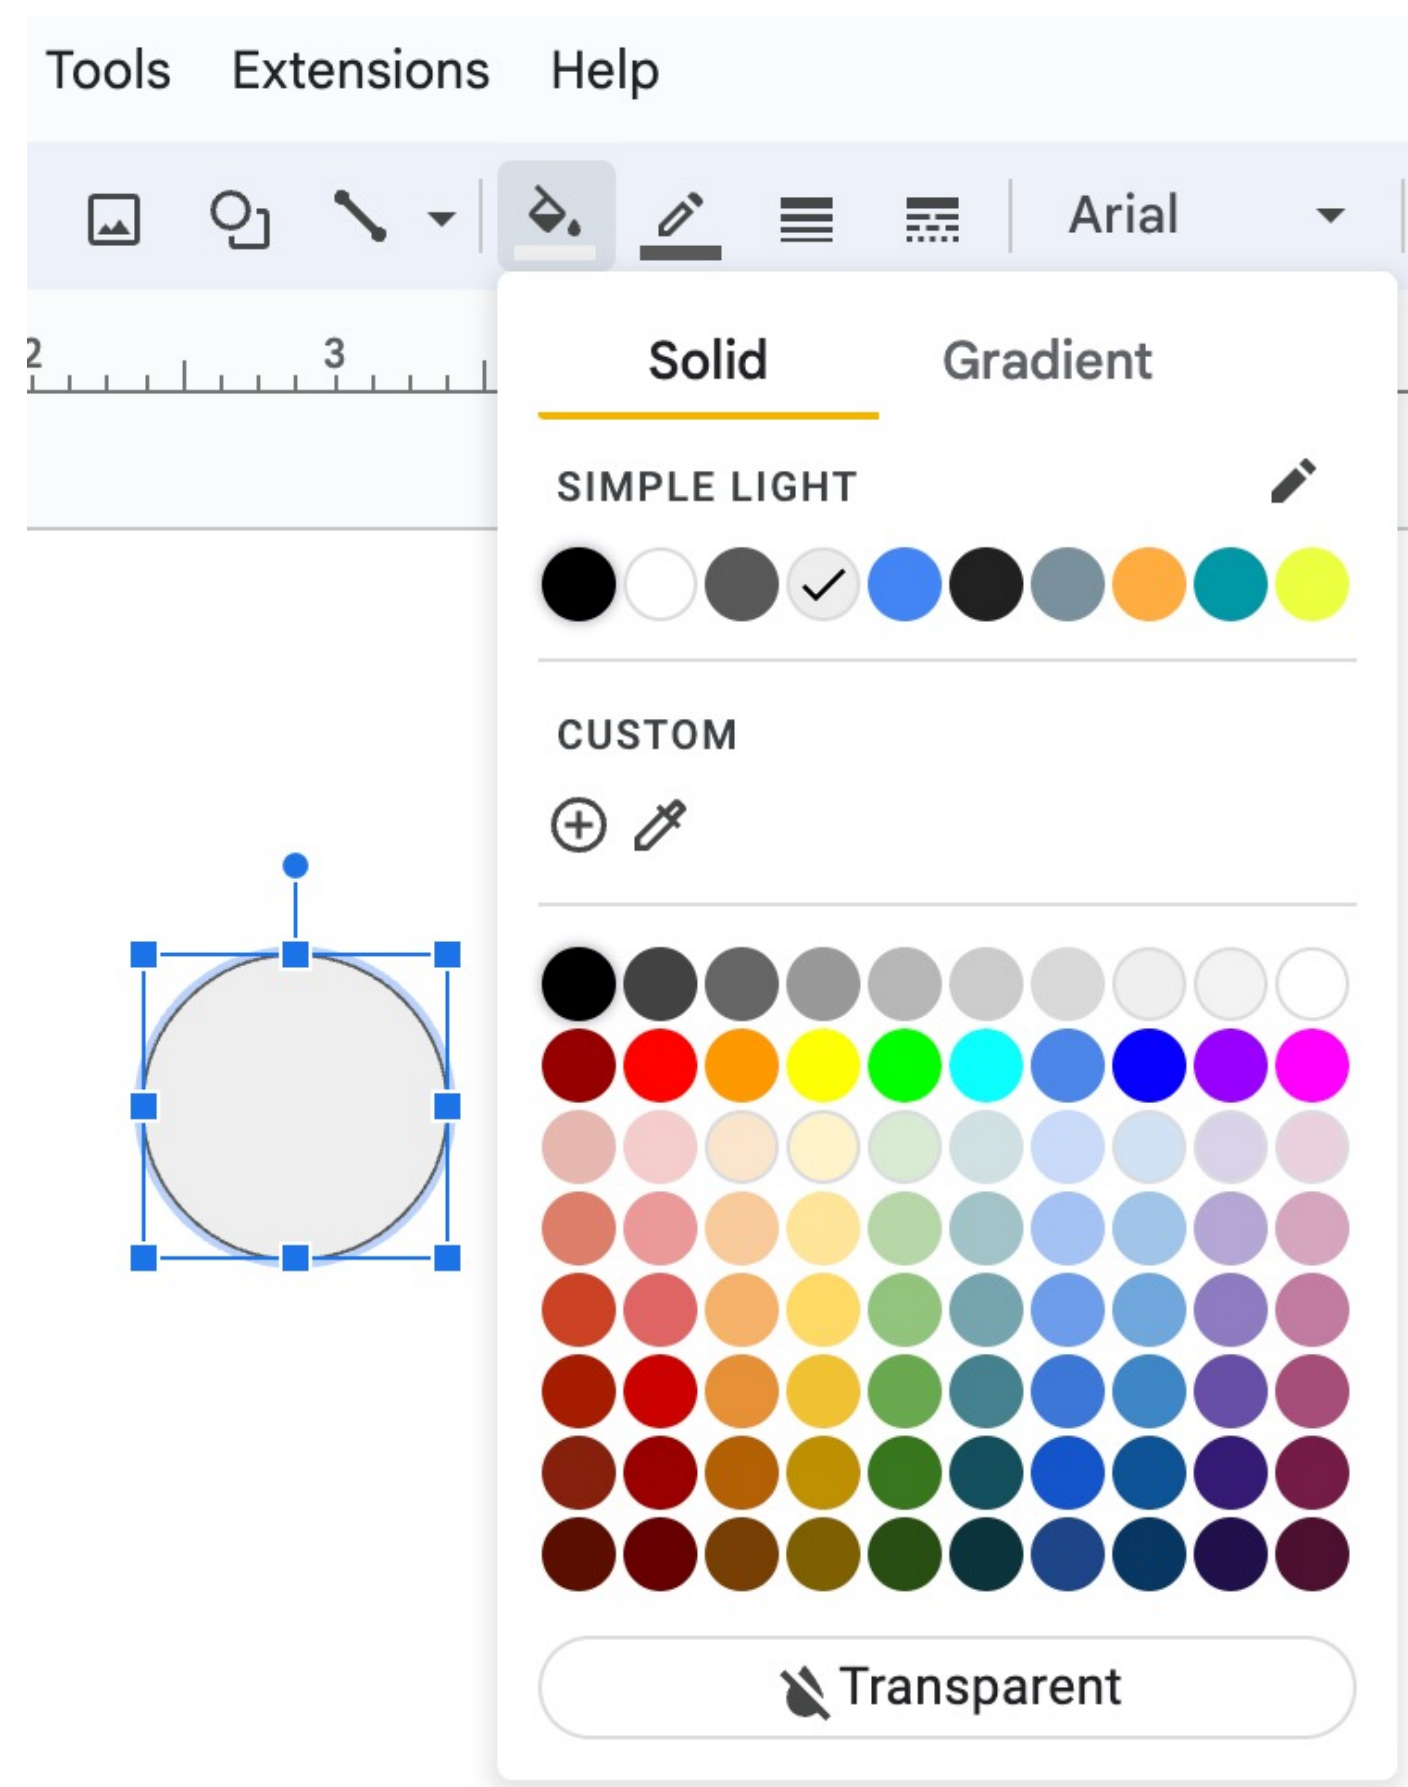 Tools Extensions Help
Arial
2 3
Solid Gradient
SIMPLE LIGHT
CUSTOM
Transparent